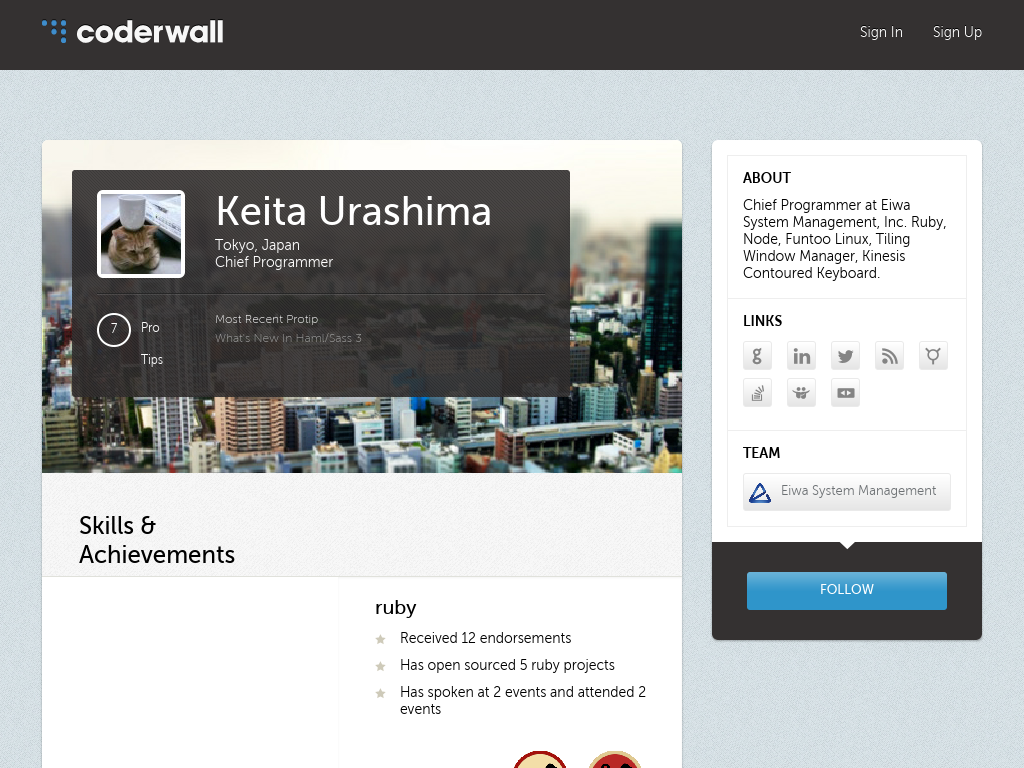 coderwall
Sign In
Sign Up
Keita Urashima
Tokyo, Japan
Chief Programmer
7
Pro
Tips
Most Recent Protip
What's New In Haml/Sass 3
Skills &
Achievements
ruby
Received 12 endorsements
Has open sourced 5 ruby projects
Has spoken at 2 events and attended 2
events
ABOUT
Chief Programmer at Eiwa
System Management, Inc. Ruby,
Node, Funtoo Linux, Tiling
Window Manager, Kinesis
Contoured Keyboard.
LINKS
TEAM
Eiwa System Management
FOLLOW